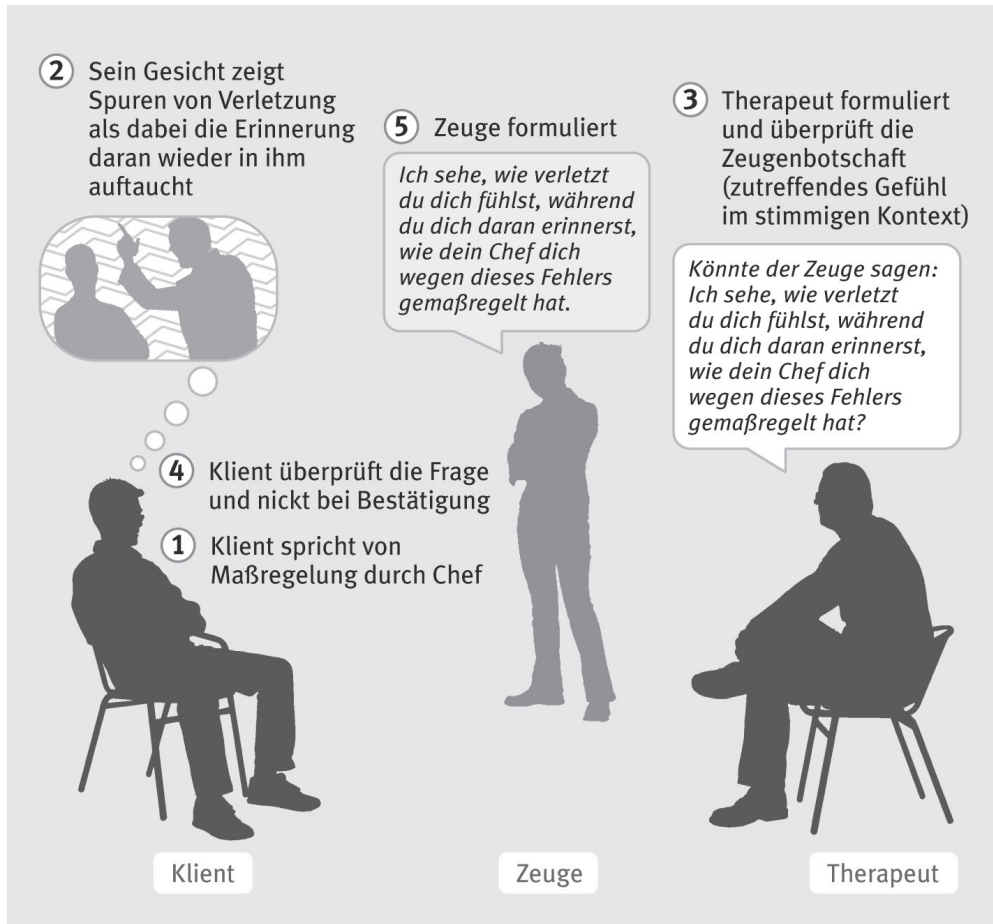 2 Sein Gesicht zeigt
Spuren von Verletzung
als dabei die Erinnerung
daran wieder in ihm
auftaucht
5 Zeuge formuliert
Ich sehe, wie verletzt
du dich fühlst, während
du dich daran erinnerst,
wie dein Chef dich
wegen dieses Fehlers
gemaßregelt hat.
3 Therapeut formuliert
und überprüft die
Zeugenbotschaft
(zutreffendes Gefühl
im stimmigen Kontext)
Könnte der Zeuge sagen:
Ich sehe, wie verletzt
du dich fühlst, während
du dich daran erinnerst,
wie dein Chef dich
wegen dieses Fehlers
gemaßregelt hat?
4 Klient überprüft die Frage
und nickt bei Bestätigung
1 Klient spricht von
Maßregelung durch Chef
Klient
Zeuge
Therapeut